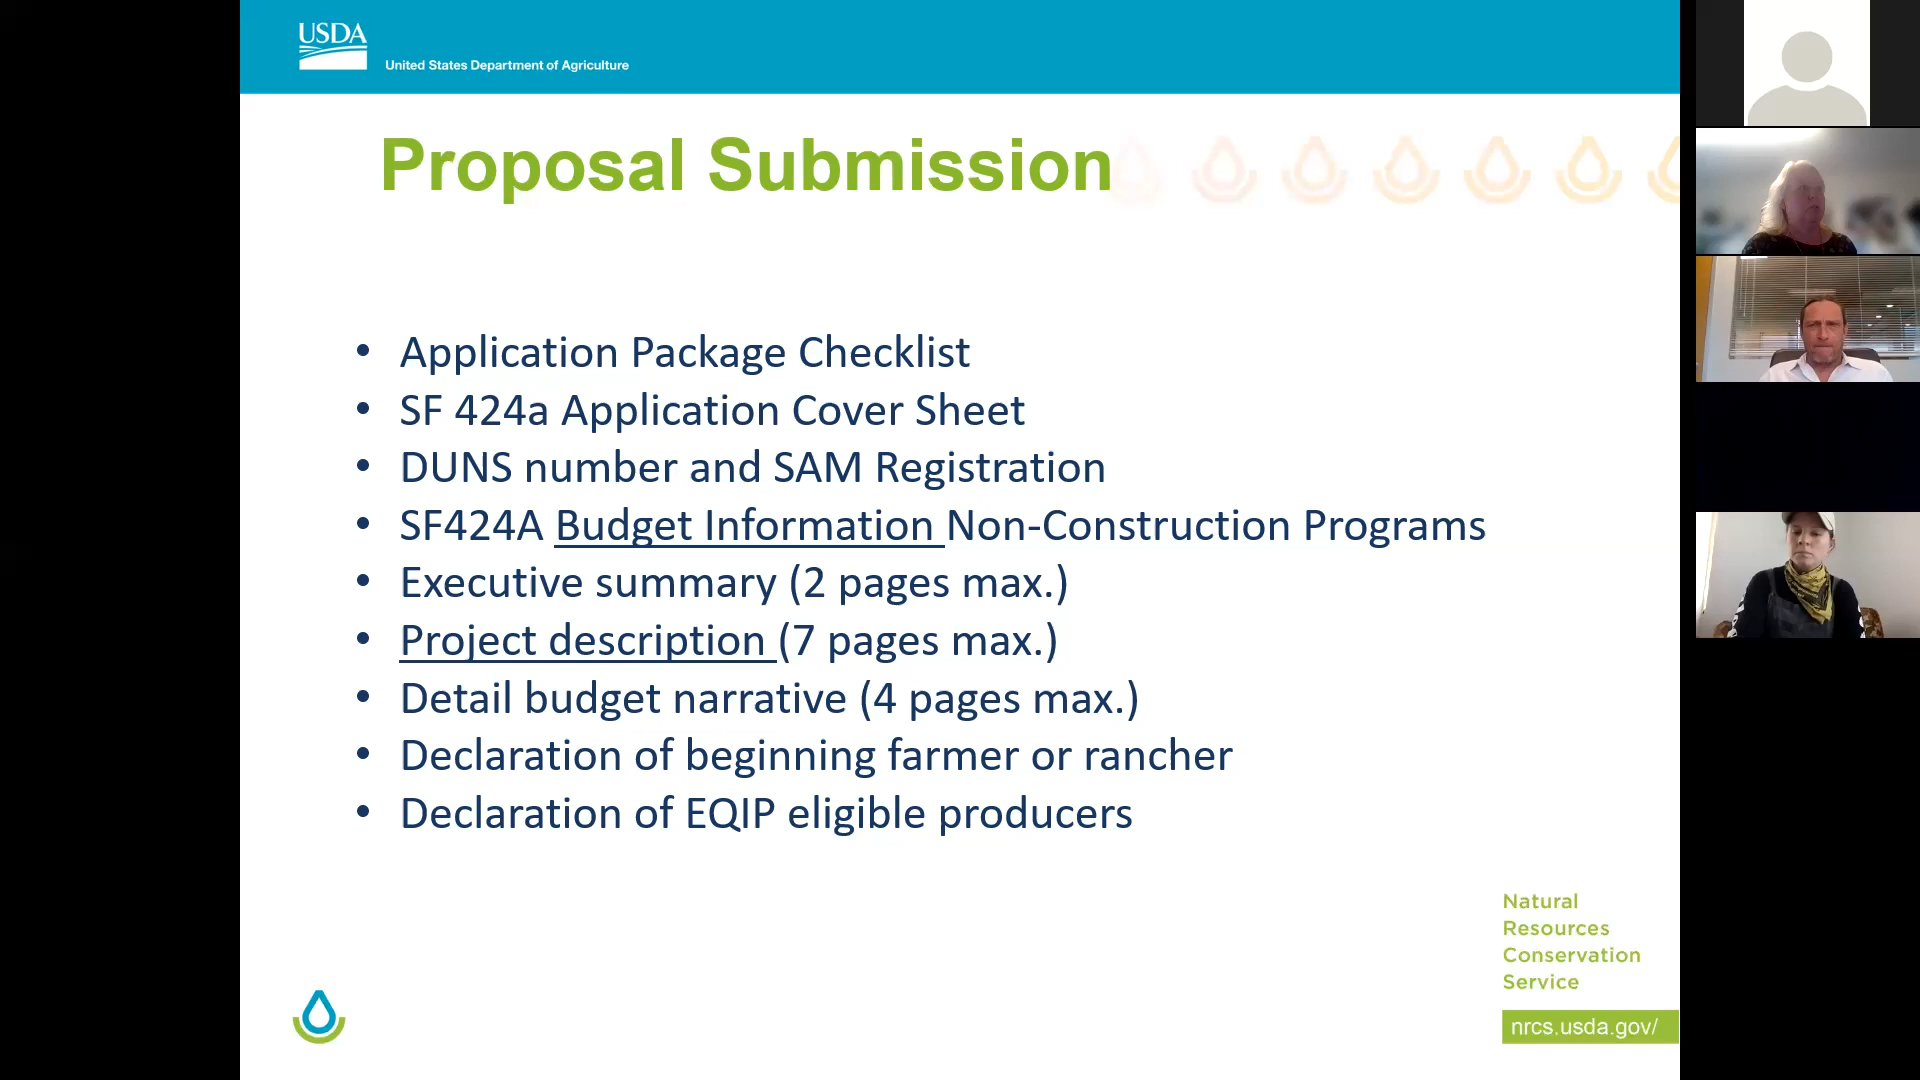 USDA
United States Department of Agriculture
Proposal Submission
• Application Package Checklist
• SF 424a Application Cover Sheet
• DUNS number and SAM Registration
• SF424A Budget Information Non-Construction Programs
• Executive summary (2 pages max.)
• Project description (7 pages max.)
• Detail budget narrative (4 pages max.)
• Declaration of beginning farmer or rancher
• Declaration of EQIP eligible producers
Natural
Resources
Conservation
Service
nrcs.usda.gov/